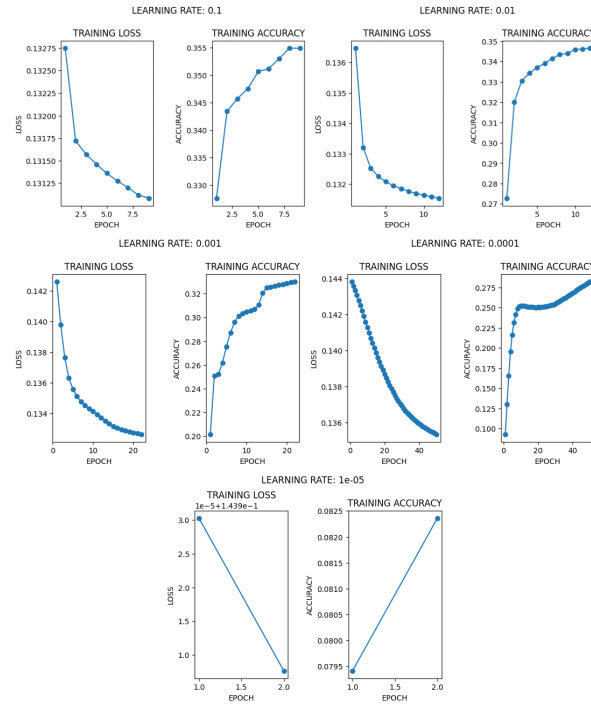 LEARNING RATE: 0.1
TRAINING LOSS
0.13275
0.13250
0.13225
0.13200
0.13175
0.13150
0.13125
LOSS
2.5 5.0 7.5
EPOCH
TRAINING ACCURACY
0.355
0.350
0.345
0.340
0.335
0.330
ACCURACY
2.5 5.0 7.5
EPOCH
LEARNING RATE: 0.01
TRAINING LOSS
0.136
0.135
0.134
0.133
0.132
LOSS
5 10
EPOCH
TRAINING ACCURACY
0.35
0.34
0.33
0.32
0.31
0.30
0.29
0.28
0.27
ACCURACY
5 10
EPOCH
LEARNING RATE: 0.001
TRAINING LOSS
0.142
0.140
0.138
0.136
0.134
LOSS
0 10 20
EPOCH
TRAINING ACCURACY
0.30
0.28
0.26
0.24
0.22
0.20
ACCURACY
0 10 20
EPOCH
LEARNING RATE: 0.0001
TRAINING LOSS
0.144
0.142
0.140
0.138
0.136
LOSS
0 20 40
EPOCH
TRAINING ACCURACY
0.275
0.250
0.225
0.200
0.175
0.150
0.125
0.100
ACCURACY
0 20 40
EPOCH
LEARNING RATE: 1e-05
TRAINING LOSS
1e-5+1.439e-1
3.0
2.5
2.0
1.5
1.0
LOSS
1.0 1.5 2.0
EPOCH
TRAINING ACCURACY
0.0825
0.0820
0.0815
0.0810
0.0805
0.0800
0.0795
ACCURACY
1.0 1.5 2.0
EPOCH